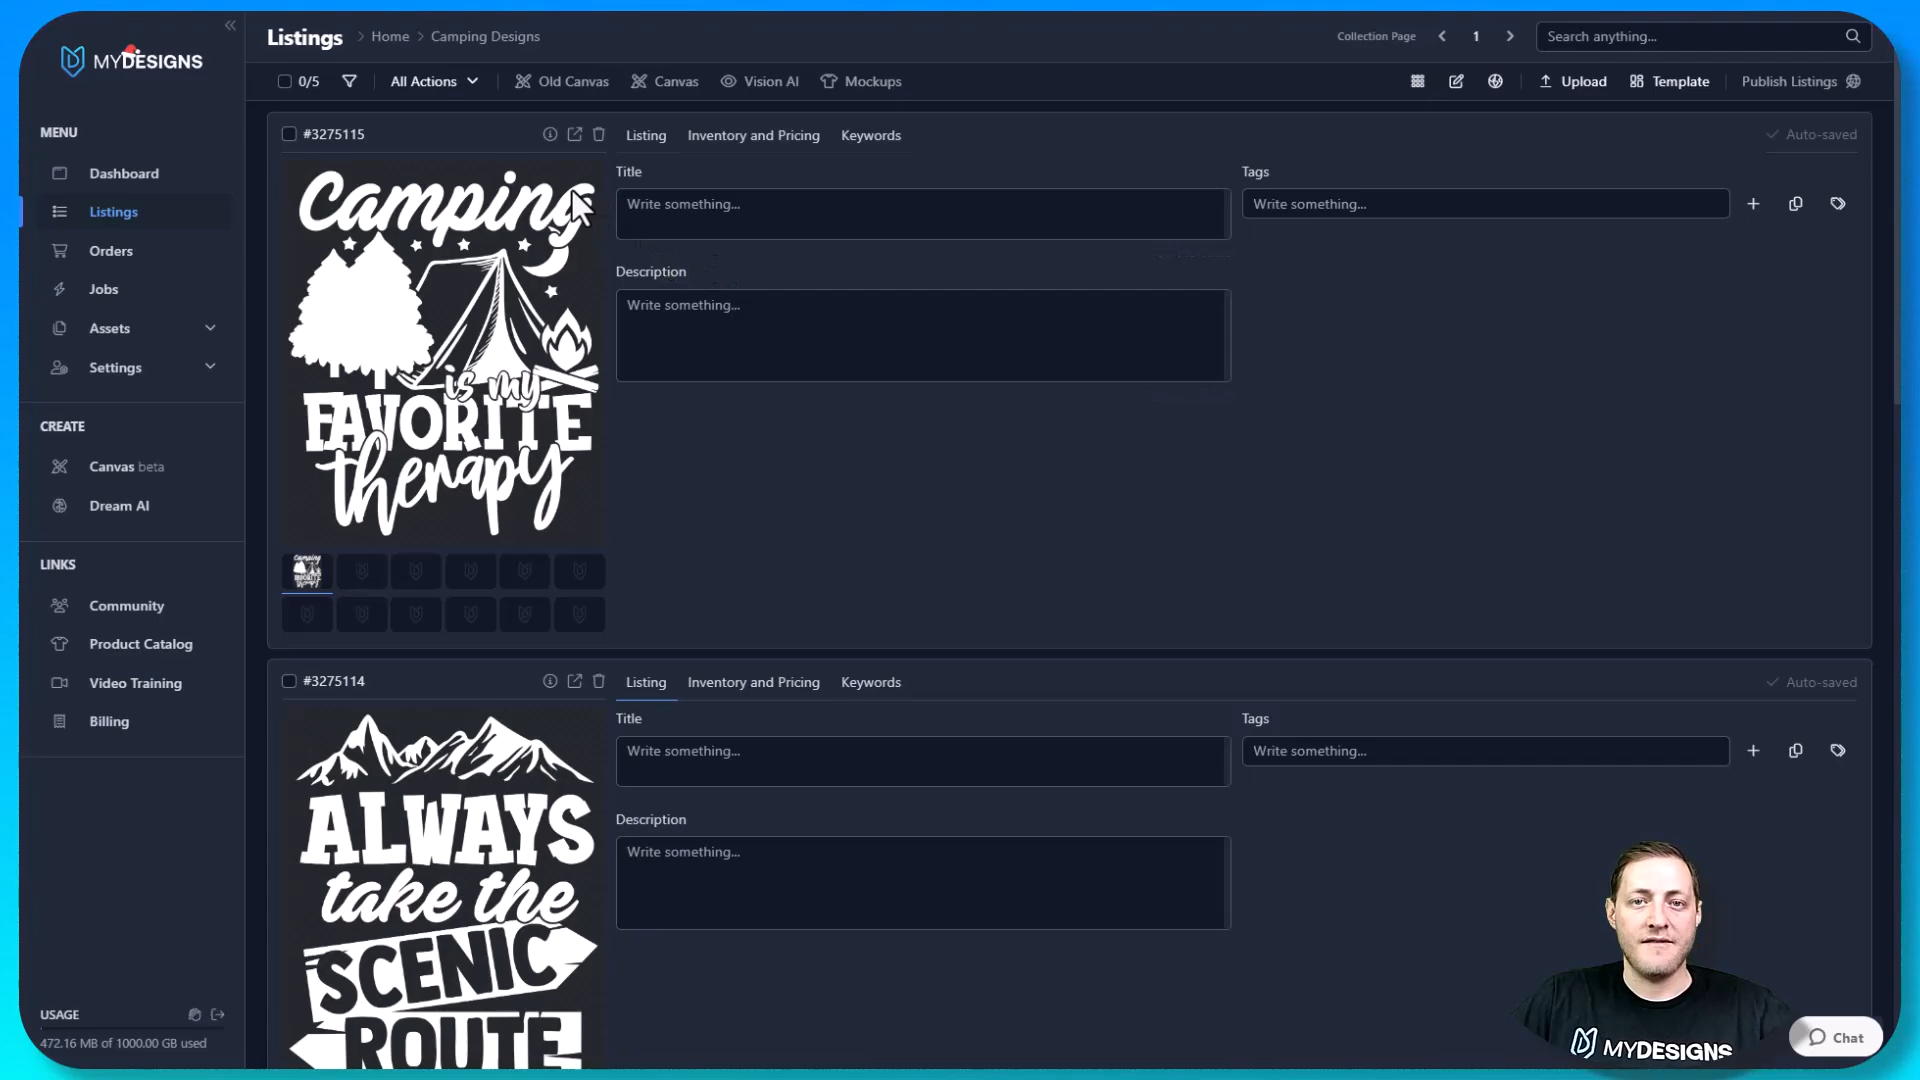 MYDESIGNS
MENU
Dashboard
Listings
Orders
Jobs
Assets
Settings
CREATE
Canvas beta
Dream AI
LINKS
Community
Product Catalog
Video Training
Billing
USAGE
472.16 MB of 1000.00 GB used
Listings > Home > Camping Designs
Collection Page 1
Search anything...
0/5 All Actions Old Canvas Canvas Vision AI Mockups
Upload Template Publish Listings
#3275115
Listing Inventory and Pricing Keywords
Auto-saved
Camping
is my
FAVORITE
therapy
Title
Write something...
Description
Write something...
Tags
Write something...
#3275114
Listing Inventory and Pricing Keywords
Auto-saved
ALWAYS
take the
SCENIC
ROUTE
Title
Write something...
Description
Write something...
Tags
Write something...
MYDESIGNS
Chat